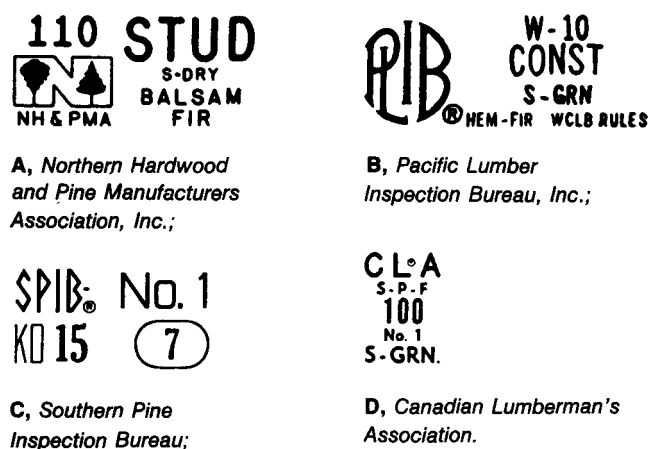 110 STUD
S-DRY
BALSAM
FIR
NH & PMA
A, Northern Hardwood
and Pine Manufacturers
Association, Inc.;
PLIB®
W-10
CONST
S-GRN
HEM-FIR WCLB RULES
B, Pacific Lumber
Inspection Bureau, Inc.;
SPIB:® No. 1
KD 15 7
C, Southern Pine
Inspection Bureau;
CL·A
S-P-F
100
No. 1
S-GRN.
D, Canadian Lumberman's
Association.